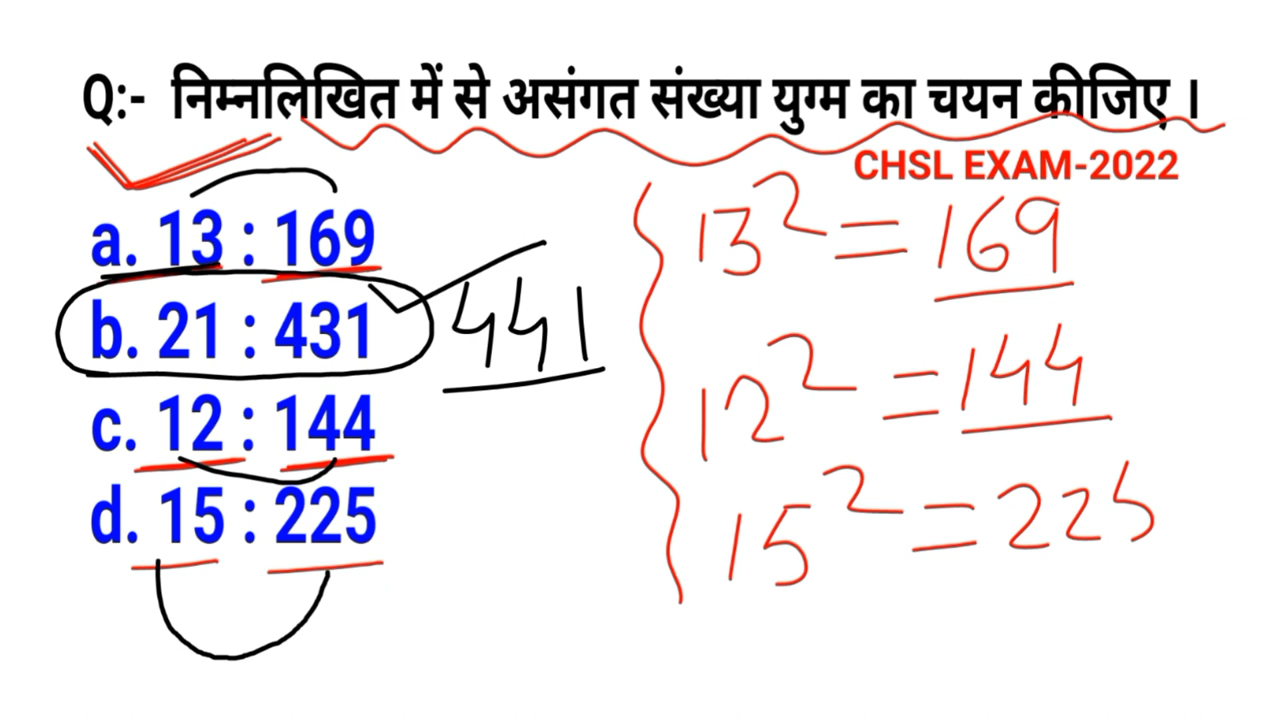 Q:- निम्नलिखित में से असंगत संख्या युग्म का चयन कीजिए ।
CHSL EXAM-2022
a. 13 : 169
b. 21 : 431
441
c. 12 : 144
d. 15 : 225
13² = 169
12² = 144
15² = 225